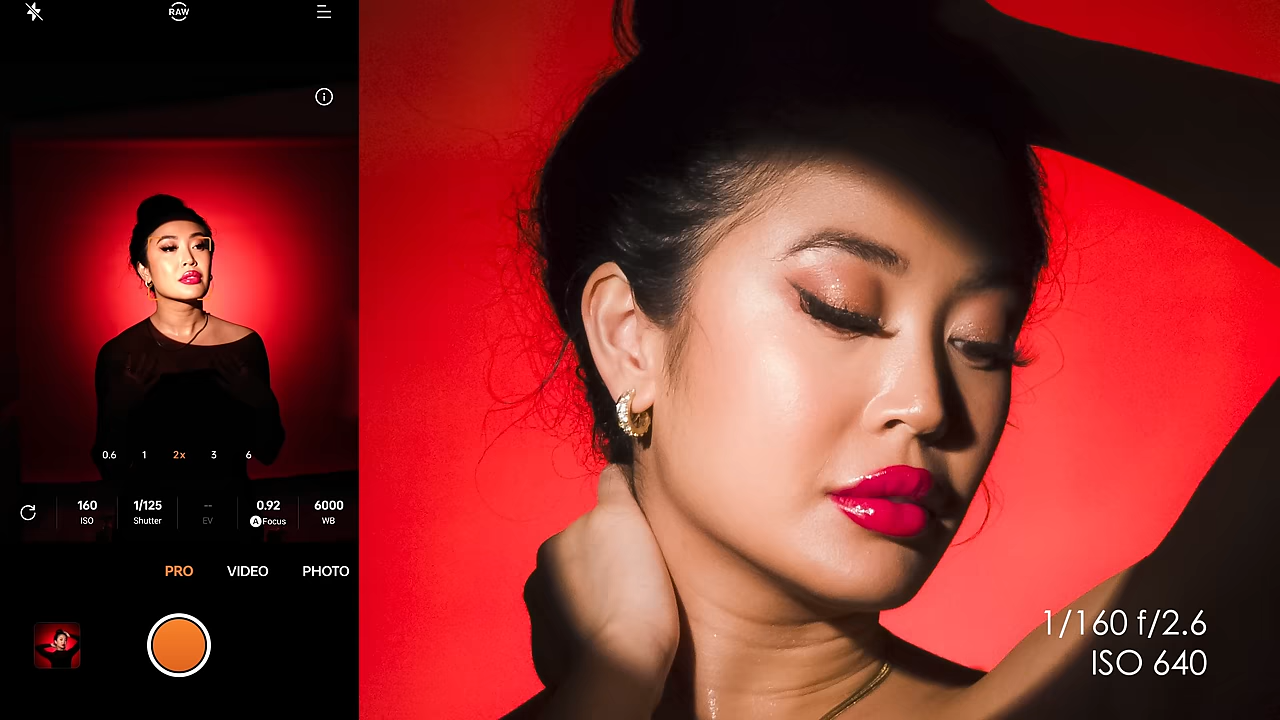 RAW
0.6 1 2x 3 6
160 1/125 -- 0.92 6000
ISO Shutter EV A Focus WB
PRO VIDEO PHOTO
1/160 f/2.6
ISO 640